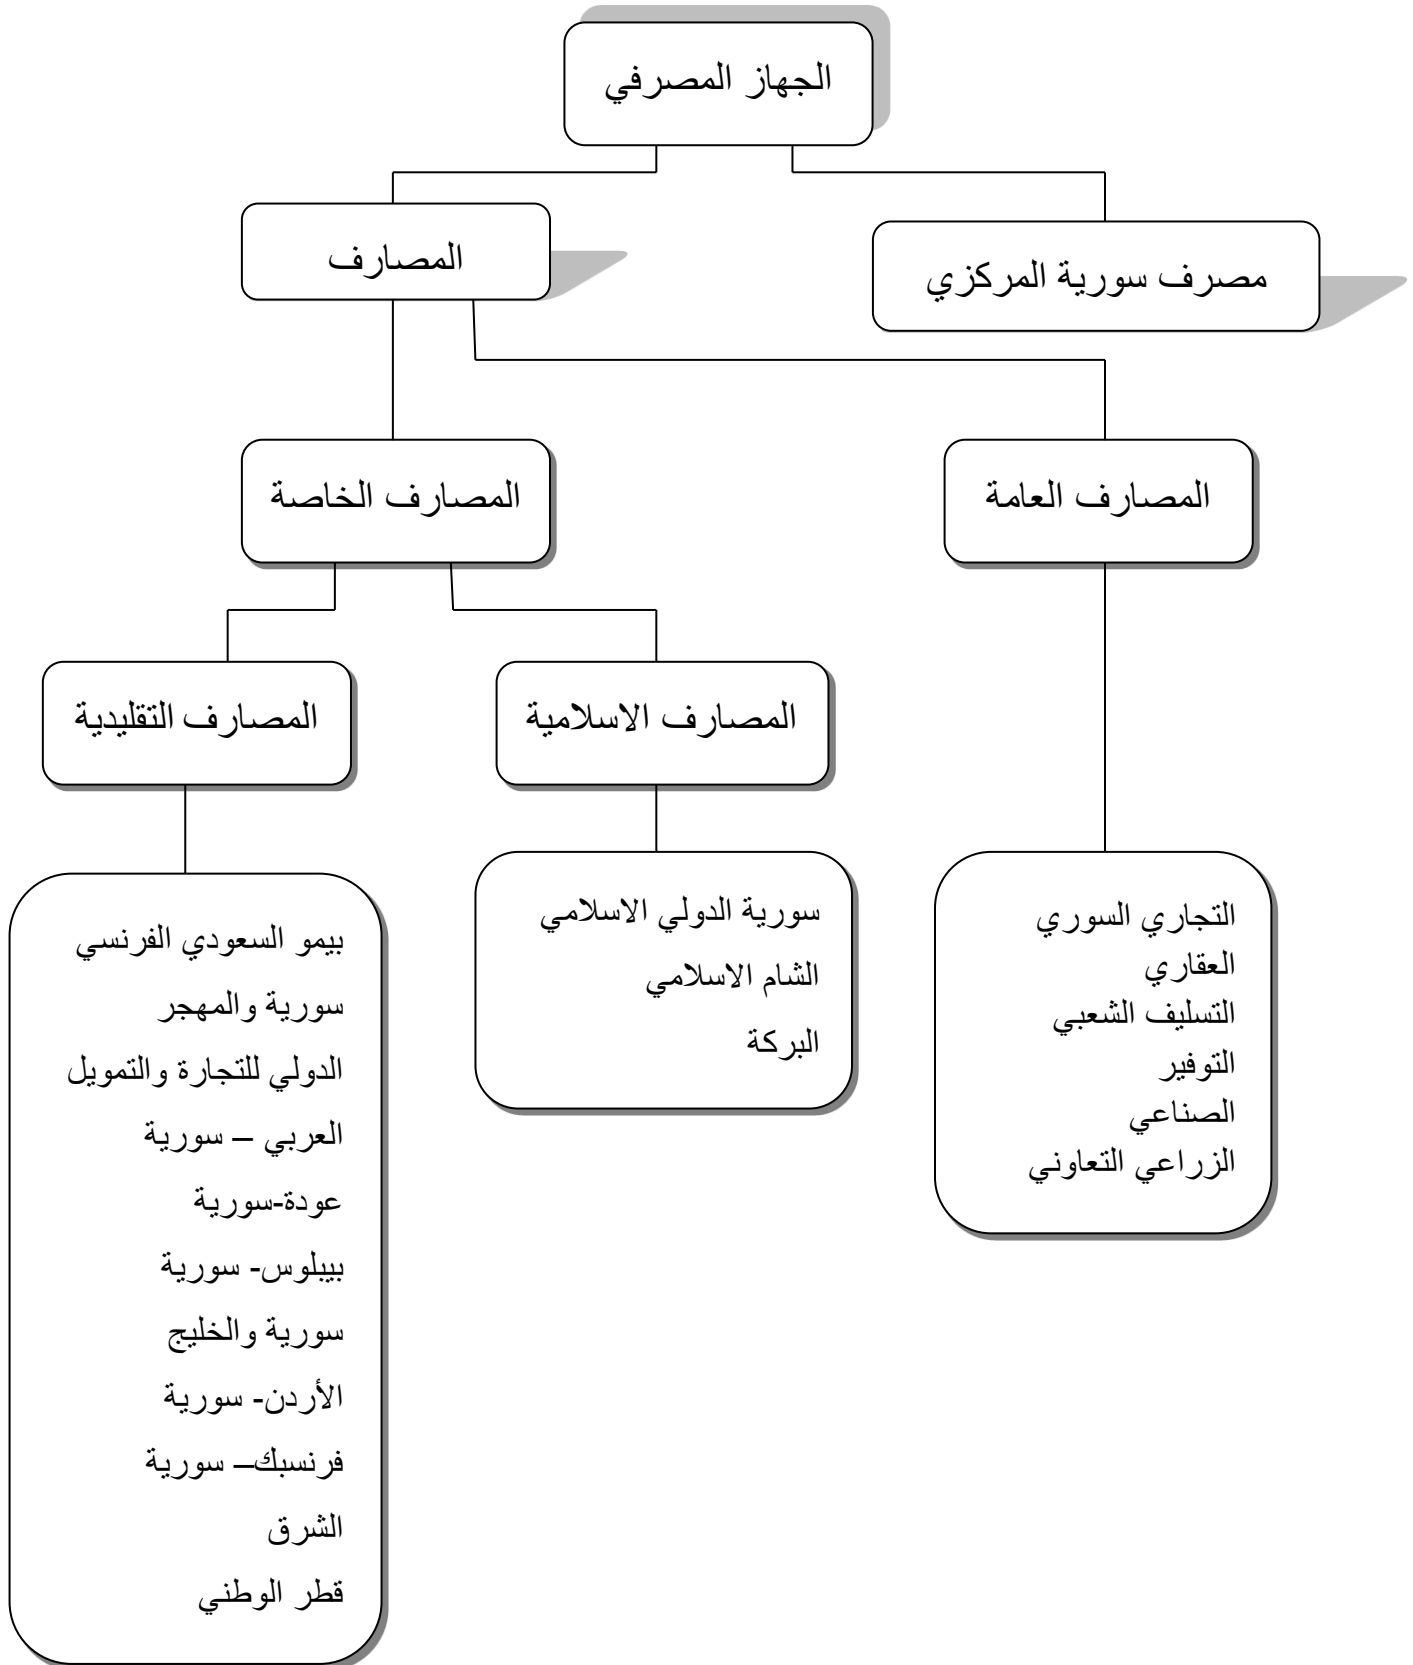 الجهاز المصرفي
مصرف سورية المركزي
المصارف
المصارف العامة
المصارف الخاصة
المصارف الاسلامية
المصارف التقليدية
التجاري السوري
العقاري
التسليف الشعبي
التوفير
الصناعي
الزراعي التعاوني
سورية الدولي الاسلامي
الشام الاسلامي
البركة
بيمو السعودي الفرنسي
سورية والمهجر
الدولي للتجارة والتمويل
العربي – سورية
عودة-سورية
بيبلوس- سورية
سورية والخليج
الأردن- سورية
فرنسبك– سورية
الشرق
قطر الوطني